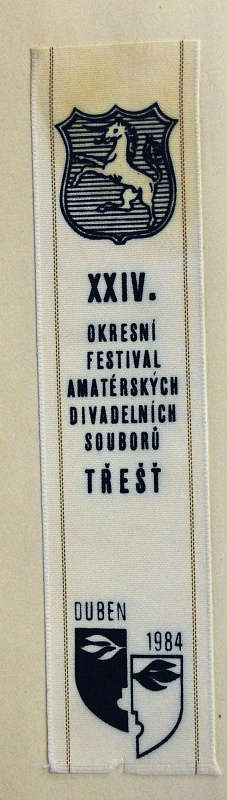 XXIV.
OKRESNÍ
FESTIVAL
AMATÉRSKÝCH
DIVADELNÍCH
SOUBORŮ
TŘEŠŤ
DUBEN
1984